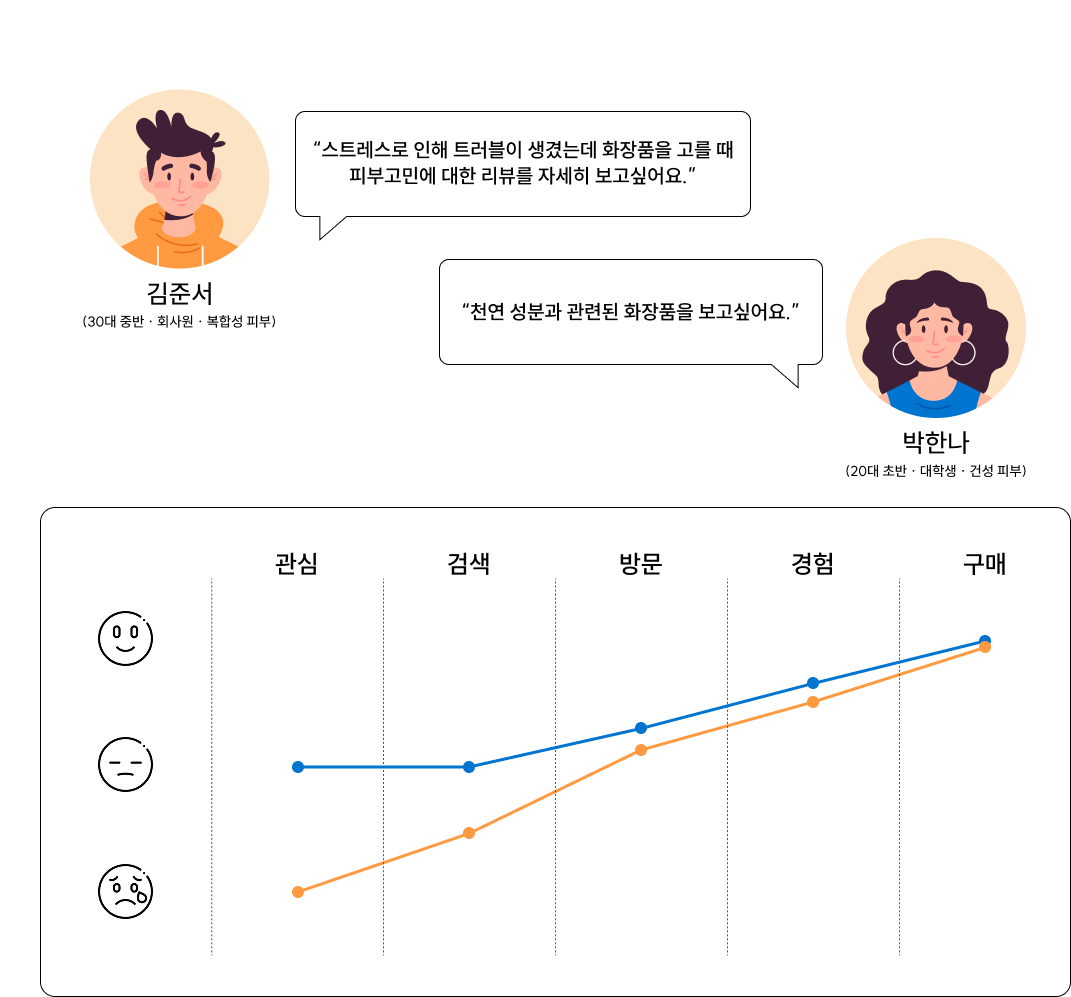 “스트레스로 인해 트러블이 생겼는데 화장품을 고를 때
피부고민에 대한 리뷰를 자세히 보고싶어요.”
김준서
(30대 중반 · 회사원 · 복합성 피부)
“천연 성분과 관련된 화장품을 보고싶어요.”
박한나
(20대 초반 · 대학생 · 건성 피부)
관심 검색 방문 경험 구매